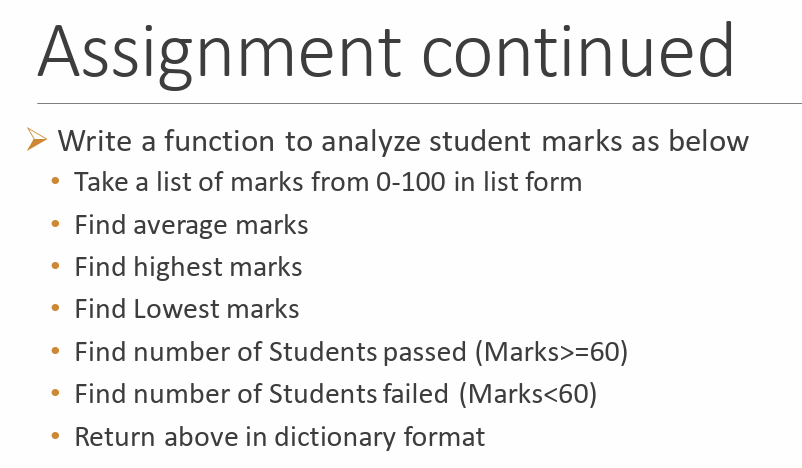 Assignment continued
Write a function to analyze student marks as below
• Take a list of marks from 0-100 in list form
• Find average marks
• Find highest marks
• Find Lowest marks
• Find number of Students passed (Marks>=60)
• Find number of Students failed (Marks<60)
• Return above in dictionary format